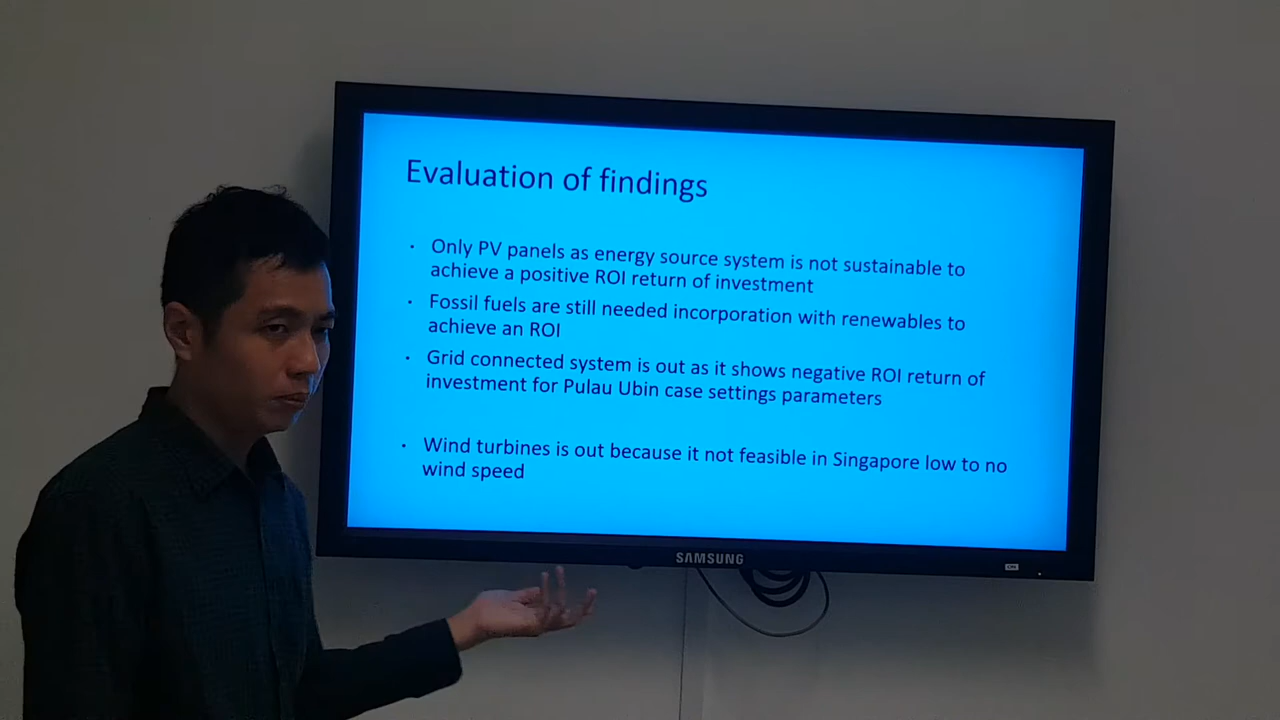 Evaluation of findings
· Only PV panels as energy source system is not sustainable to
achieve a positive ROI return of investment
· Fossil fuels are still needed incorporation with renewables to
achieve an ROI
· Grid connected system is out as it shows negative ROI return of
investment for Pulau Ubin case settings parameters
· Wind turbines is out because it not feasible in Singapore low to no
wind speed
SAMSUNG